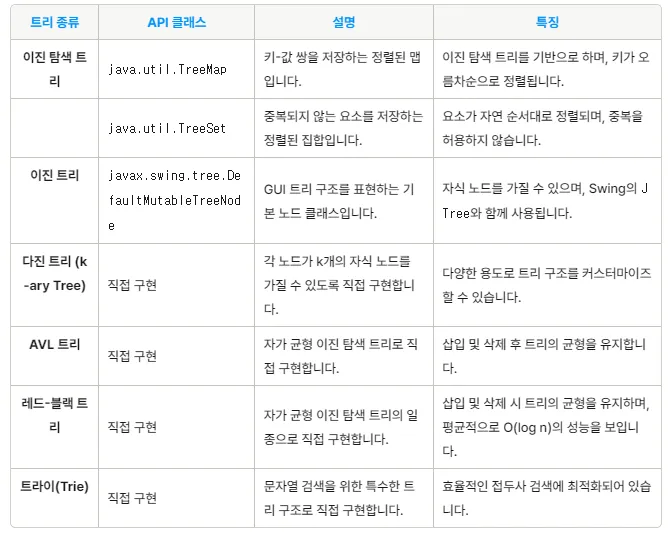 트리 종류 API 클래스 설명 특징
이진 탐색 트
리
java.util.TreeMap
키-값 쌍을 저장하는 정렬된 맵
입니다.
이진 탐색 트리를 기반으로 하며, 키가 오
름차순으로 정렬됩니다.
java.util.TreeSet
중복되지 않는 요소를 저장하는
정렬된 집합입니다.
요소가 자연 순서대로 정렬되며, 중복을
허용하지 않습니다.
이진 트리
javax.swing.tree.De
faultMutableTreeNod
e
GUI 트리 구조를 표현하는 기
본 노드 클래스입니다.
자식 노드를 가질 수 있으며, Swing의 J
Tree와 함께 사용됩니다.
다진 트리 (k
-ary Tree)
직접 구현
각 노드가 k개의 자식 노드를
가질 수 있도록 직접 구현합니
다.
다양한 용도로 트리 구조를 커스터마이즈
할 수 있습니다.
AVL 트리
직접 구현
자가 균형 이진 탐색 트리로 직
접 구현합니다.
삽입 및 삭제 후 트리의 균형을 유지합니
다.
레드-블랙 트
리
직접 구현
자가 균형 이진 탐색 트리의 일
종으로 직접 구현합니다.
삽입 및 삭제 시 트리의 균형을 유지하며,
평균적으로 O(log n)의 성능을 보입니
다.
트라이(Trie)
직접 구현
문자열 검색을 위한 특수한 트
리 구조로 직접 구현합니다.
효율적인 접두사 검색에 최적화되어 있습
니다.